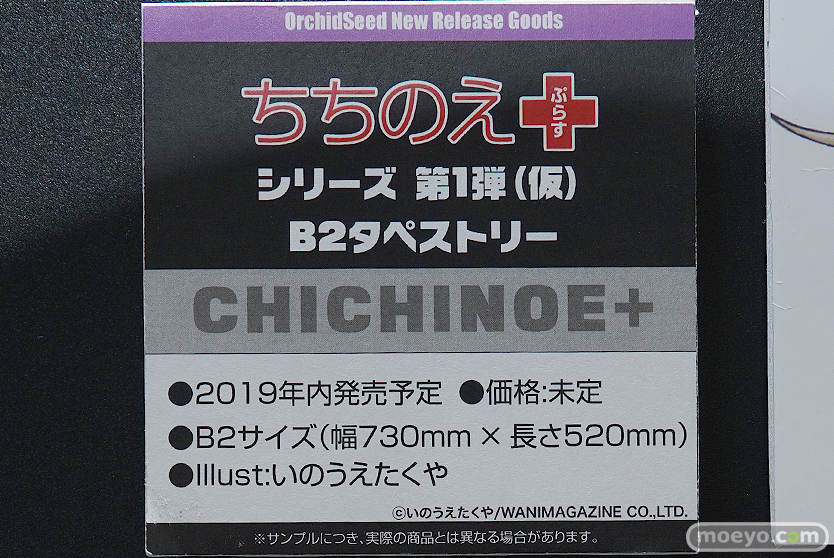 OrchidSeed New Release Goods
ちちのえ+
ぷらす
シリーズ 第1弾(仮)
B2タペストリー
CHICHINOE+
●2019年内発売予定 ●価格:未定
●B2サイズ(幅730mm×長さ520mm)
●Illust:いのうえたくや
©いのうえたくや/WANIMAGAZINE CO.,LTD.
※サンプルにつき、実際の商品とは異なる場合があります。
moeyo.com